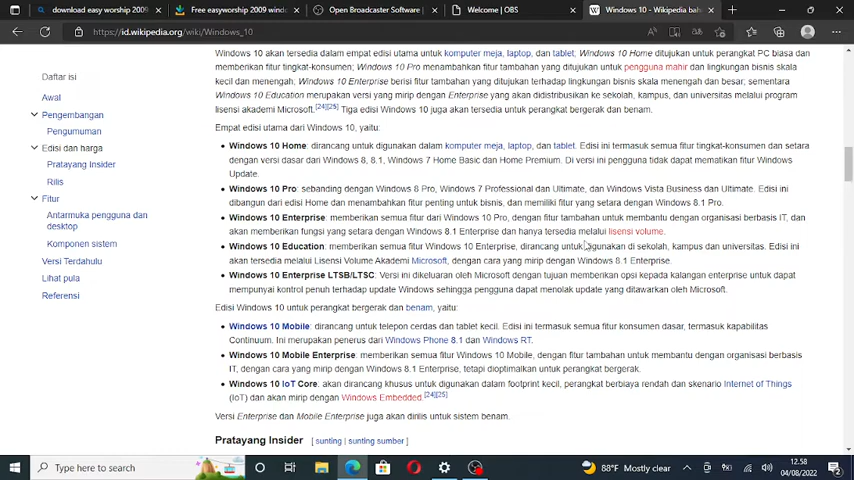 download easy worship 2009
Free easyworship 2009 wind
Open Broadcaster Software
Welcome | OBS
Windows 10 - Wikipedia bah
https://id.wikipedia.org/wiki/Windows_10
Daftar isi
Awal
Pengembangan
Pengumuman
Edisi dan harga
Pratayang Insider
Rilis
Fitur
Antarmuka pengguna dan
desktop
Komponen sistem
Versi Terdahulu
Lihat pula
Referensi
Windows 10 akan tersedia dalam empat edisi utama untuk komputer meja, laptop, dan tablet, Windows 10 Home ditujukan untuk perangkat PC biasa dan
memberikan fitur tingkat-konsumen; Windows 10 Pro menambahkan fitur tambahan yang ditujukan untuk pengguna mahir dan lingkungan bisnis skala
kecil dan menengah; Windows 10 Enterprise berisi fitur tambahan yang ditujukan terhadap lingkungan bisnis skala menengah dan besar; sementara
Windows 10 Education merupakan versi yang mirip dengan Enterprise yang akan didistribusikan ke sekolah, kampus, dan universitas melalui program
lisensi akademi Microsoft.[24][25] Tiga edisi Windows 10 juga akan tersedia untuk perangkat bergerak dan benam.
Empat edisi utama dari Windows 10, yaitu:
• Windows 10 Home: dirancang untuk digunakan dalam komputer meja, laptop, dan tablet. Edisi ini termasuk semua fitur tingkat-konsumen dan setara
dengan versi dasar dari Windows 8, 8.1, Windows 7 Home Basic dan Home Premium. Di versi ini pengguna tidak dapat mematikan fitur Windows
Update.
• Windows 10 Pro: sebanding dengan Windows 8 Pro, Windows 7 Professional dan Ultimate, dan Windows Vista Business dan Ultimate. Edisi ini
dibangun dari edisi Home dan menambahkan fitur penting untuk bisnis, dan memiliki fitur yang setara dengan Windows 8.1 Pro.
• Windows 10 Enterprise: memberikan semua fitur dari Windows 10 Pro, dengan fitur tambahan untuk membantu dengan organisasi berbasis IT, dan
akan memberikan fungsi yang setara dengan Windows 8.1 Enterprise dan hanya tersedia melalui lisensi volume.
• Windows 10 Education: memberikan semua fitur Windows 10 Enterprise, dirancang untuk digunakan di sekolah, kampus dan universitas. Edisi ini
akan tersedia melalui Lisensi Volume Akademi Microsoft, dengan cara yang mirip dengan Windows 8.1 Enterprise.
• Windows 10 Enterprise LTSB/LTSC: Versi ini dikeluaran oleh Microsoft dengan tujuan memberikan opsi kepada kalangan enterprise untuk dapat
mempunyai kontrol penuh terhadap update Windows sehingga pengguna dapat menolak update yang ditawarkan oleh Microsoft.
Edisi Windows 10 untuk perangkat bergerak dan benam, yaitu:
• Windows 10 Mobile: dirancang untuk telepon cerdas dan tablet kecil. Edisi ini termasuk semua fitur konsumen dasar, termasuk kapabilitas
Continuum. Ini merupakan penerus dari Windows Phone 8.1 dan Windows RT.
• Windows 10 Mobile Enterprise: memberikan semua fitur Windows 10 Mobile, dengan fitur tambahan untuk membantu dengan organisasi berbasis
IT, dengan cara yang mirip dengan Windows 8.1 Enterprise, tetapi dioptimalkan untuk perangkat bergerak.
• Windows 10 IoT Core: akan dirancang khusus untuk digunakan dalam footprint kecil, perangkat berbiaya rendah dan skenario Internet of Things
(IoT) dan akan mirip dengan Windows Embedded.[24][25]
Versi Enterprise dan Mobile Enterprise juga akan dirilis untuk sistem benam.
Pratayang Insider [ sunting | sunting sumber ]
Type here to search
88°F Mostly clear
12.58
04/08/2022
2